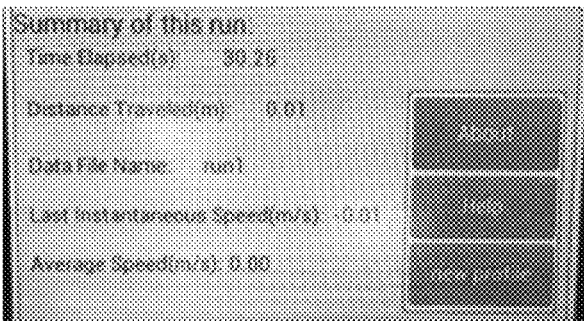 Summary of this run:
Time Elapsed(s): 30.26
Distance Traveled(m): 0.01
Data File Name: run1
Last Instantaneous Speed(m/s): -0.01
Average Speed(m/s): 0.00